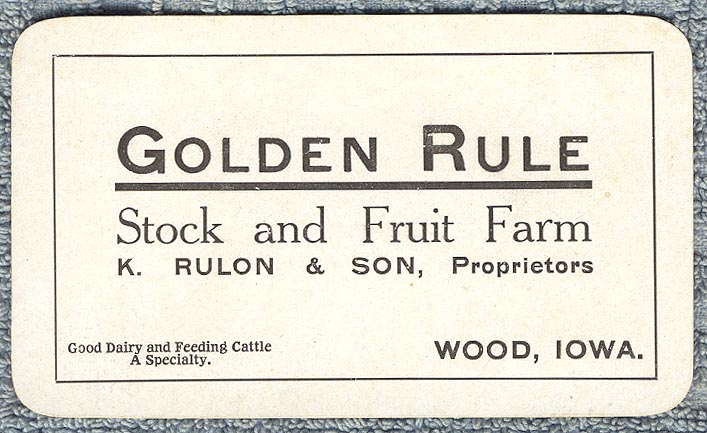 GOLDEN RULE
Stock and Fruit Farm
K. RULON & SON, Proprietors
Good Dairy and Feeding Cattle
A Specialty.
WOOD, IOWA.